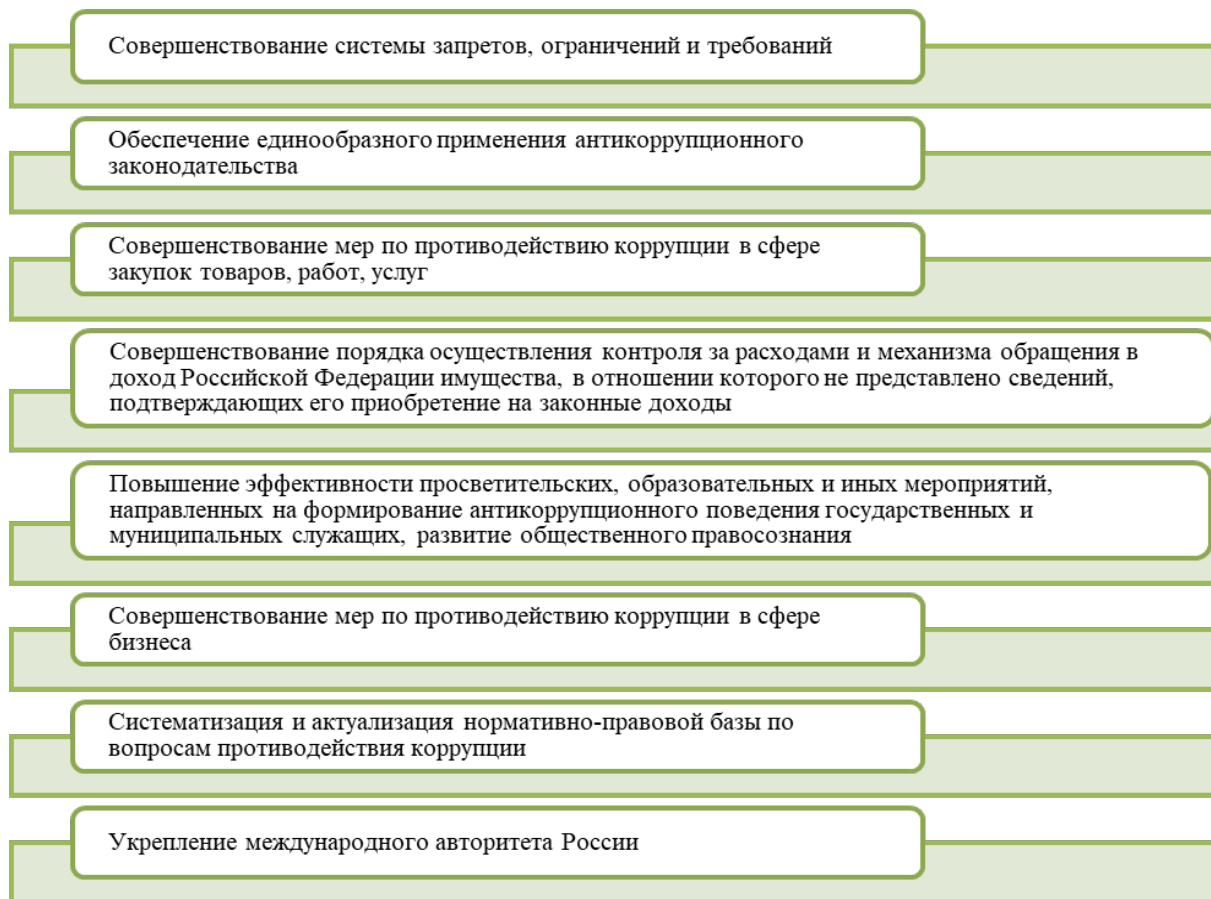 Совершенствование системы запретов, ограничений и требований
Обеспечение единообразного применения антикоррупционного
законодательства
Совершенствование мер по противодействию коррупции в сфере
закупок товаров, работ, услуг
Совершенствование порядка осуществления контроля за расходами и механизма обращения в
доход Российской Федерации имущества, в отношении которого не представлено сведений,
подтверждающих его приобретение на законные доходы
Повышение эффективности просветительских, образовательных и иных мероприятий,
направленных на формирование антикоррупционного поведения государственных и
муниципальных служащих, развитие общественного правосознания
Совершенствование мер по противодействию коррупции в сфере
бизнеса
Систематизация и актуализация нормативно-правовой базы по
вопросам противодействия коррупции
Укрепление международного авторитета России